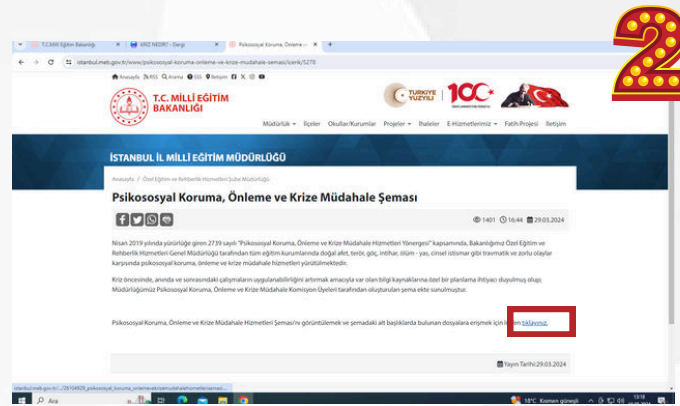 2
T.C.Milli Eğitim Bakanlığı
KRİZ NEDİR? - Dergi
Psikososyal Koruma, Önleme
istanbul.meb.gov.tr/www/psikososyal-koruma-onleme-ve-krize-mudahale-semasi/icerik/5270
Anasayfa RSS Arama SSS İletişim
T.C. MİLLÎ EĞİTİM
BAKANLIĞI
TÜRKİYE
YÜZYILI
100
Müdürlük İlçeler Okullar/Kurumlar Projeler İhaleler E-Hizmetlerimiz Fatih Projesi İletişim
İSTANBUL İL MİLLÎ EĞİTİM MÜDÜRLÜĞÜ
Anasayfa / Özel Eğitim ve Rehberlik Hizmetleri Şube Müdürlüğü
Psikososyal Koruma, Önleme ve Krize Müdahale Şeması
1401 16:44 29.03.2024
Nisan 2019 yılında yürürlüğe giren 2739 sayılı "Psikososyal Koruma, Önleme ve Krize Müdahale Hizmetleri Yönergesi" kapsamında, Bakanlığımız Özel Eğitim ve
Rehberlik Hizmetleri Genel Müdürlüğü tarafından tüm eğitim kurumlarında doğal afet, terör, göç, intihar, ölüm - yas, cinsel istismar gibi travmatik ve zorlu olaylar
karşısında psikososyal koruma, önleme ve krize müdahale hizmetleri yürütülmektedir.
Kriz öncesinde, anında ve sonrasındaki çalışmaların uygulanabilirliğini artırmak amacıyla var olan bilgi kaynaklarına özel bir planlama ihtiyacı duyulmuş olup;
Müdürlüğümüz Psikososyal Koruma, Önleme ve Krize Müdahale Komisyon Üyeleri tarafından oluşturulan şema ekte sunulmuştur.
Psikososyal Koruma, Önleme ve Krize Müdahale Hizmetleri Şeması'nı görüntülemek ve şemadaki alt başlıklarda bulunan dosyalara erişmek için tıklayınız.
Yayın Tarihi:29.03.2024
Ara
18°C Kısmen güneşli
13:18